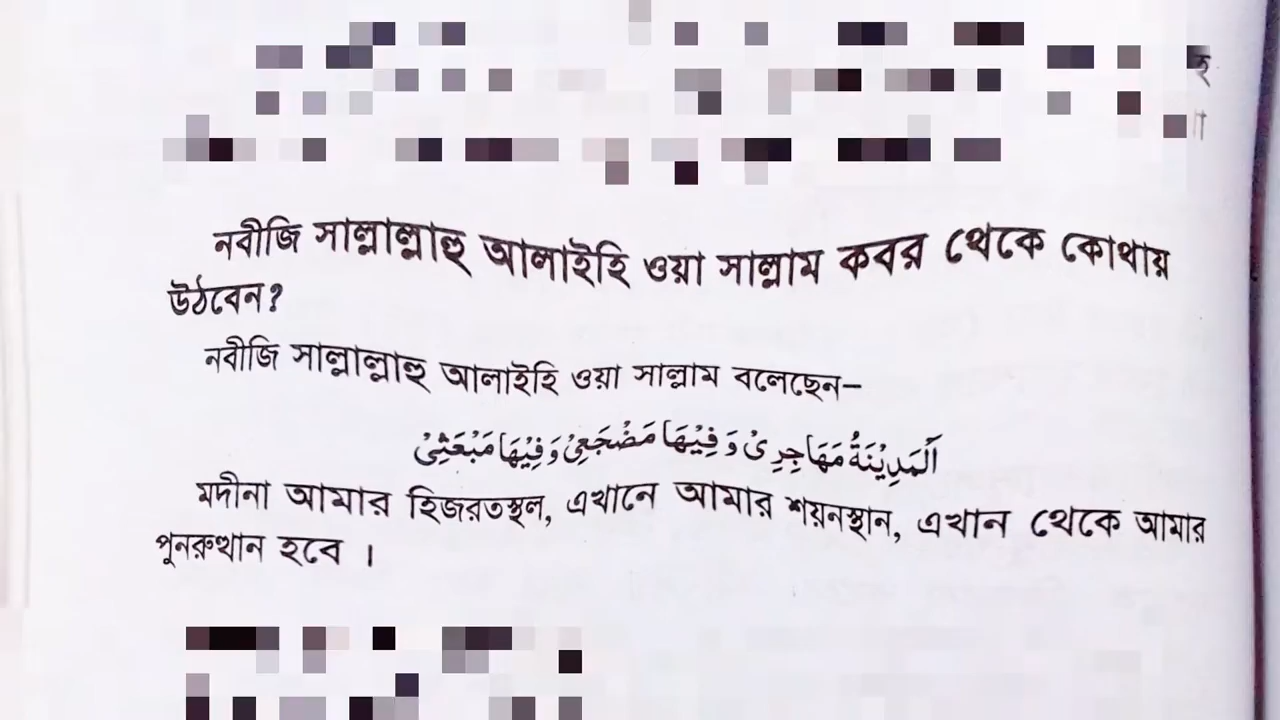 নবীজি সাল্লাল্লাহু আলাইহি ওয়া সাল্লাম কবর থেকে কোথায়
উঠবেন?
নবীজি সাল্লাল্লাহু আলাইহি ওয়া সাল্লাম বলেছেন–
اَلْمَدِيْنَةُ مَهَاجِرِىْ وَ فِيْهَا مَضْجَعِىْ وَ فِيْهَا مَبْعَثِىْ
মদীনা আমার হিজরতস্থল, এখানে আমার শয়নস্থান, এখান থেকে আমার
পুনরুত্থান হবে ।